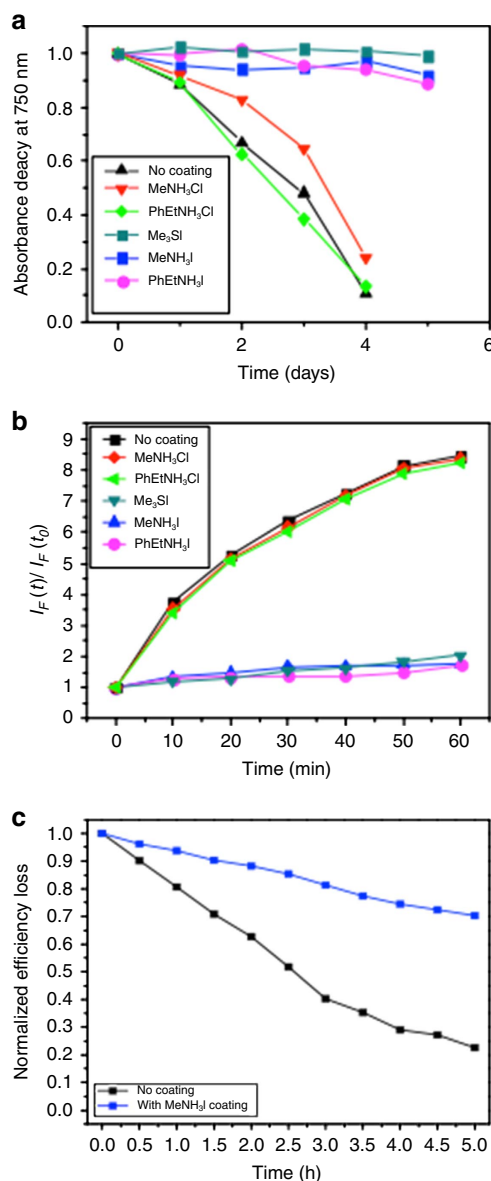 a
Absorbance deacy at 750 nm
1.0
0.8
0.6
0.4
0.2
0.0
No coating
MeNH₃Cl
PhEtNH₃Cl
Me₃SI
MeNH₃I
PhEtNH₃I
0 2 4 6
Time (days)
b
I_F (t)/ I_F (t₀)
9
8
7
6
5
4
3
2
1
0
No coating
MeNH₃Cl
PhEtNH₃Cl
Me₃SI
MeNH₃I
PhEtNH₃I
0 10 20 30 40 50 60
Time (min)
c
Normalized efficiency loss
1.0
0.9
0.8
0.7
0.6
0.5
0.4
0.3
0.2
0.1
0.0
No coating
With MeNH₃I coating
0.0 0.5 1.0 1.5 2.0 2.5 3.0 3.5 4.0 4.5 5.0
Time (h)